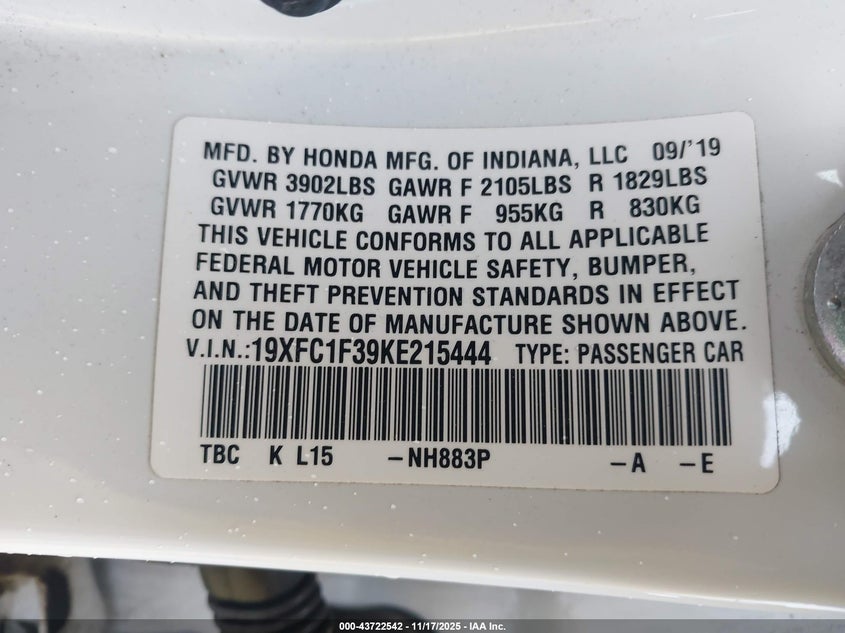 MFD. BY HONDA MFG. OF INDIANA, LLC 09/'19
GVWR 3902LBS GAWR F 2105LBS R 1829LBS
GVWR 1770KG GAWR F 955KG R 830KG
THIS VEHICLE CONFORMS TO ALL APPLICABLE
FEDERAL MOTOR VEHICLE SAFETY, BUMPER,
AND THEFT PREVENTION STANDARDS IN EFFECT
ON THE DATE OF MANUFACTURE SHOWN ABOVE.
V.I.N.:19XFC1F39KE215444 TYPE: PASSENGER CAR
TBC K L15 –NH883P –A –E
000-43722542 — 11/17/2025 — IAA Inc.